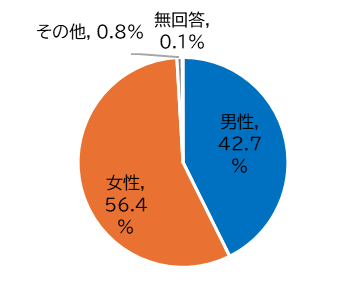 その他, 0.8%
無回答,
0.1%
男性,
42.7
%
女性,
56.4
%